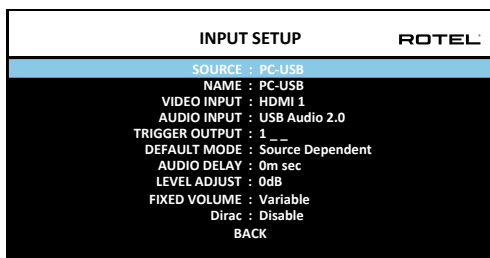 INPUT SETUP ROTEL
SOURCE : PC-USB
NAME : PC-USB
VIDEO INPUT : HDMI 1
AUDIO INPUT : USB Audio 2.0
TRIGGER OUTPUT : 1 _ _
DEFAULT MODE : Source Dependent
AUDIO DELAY : 0m sec
LEVEL ADJUST : 0dB
FIXED VOLUME : Variable
Dirac : Disable
BACK